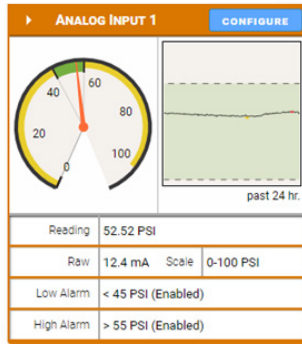 ANALOG INPUT 1
CONFIGURE
0
20
40
60
80
100
past 24 hr.
Reading 52.52 PSI
Raw 12.4 mA Scale 0-100 PSI
Low Alarm < 45 PSI (Enabled)
High Alarm > 55 PSI (Enabled)